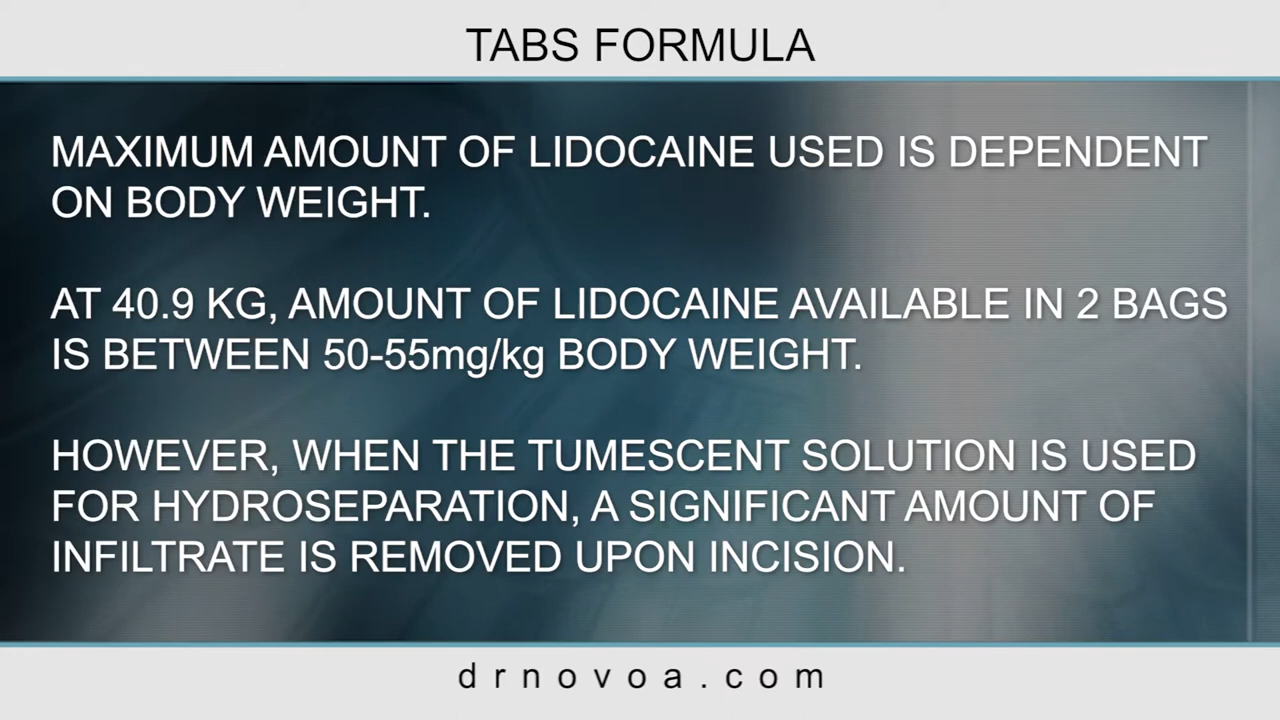 TABS FORMULA
MAXIMUM AMOUNT OF LIDOCAINE USED IS DEPENDENT
ON BODY WEIGHT.
AT 40.9 KG, AMOUNT OF LIDOCAINE AVAILABLE IN 2 BAGS
IS BETWEEN 50-55mg/kg BODY WEIGHT.
HOWEVER, WHEN THE TUMESCENT SOLUTION IS USED
FOR HYDROSEPARATION, A SIGNIFICANT AMOUNT OF
INFILTRATE IS REMOVED UPON INCISION.
drnovoa.com